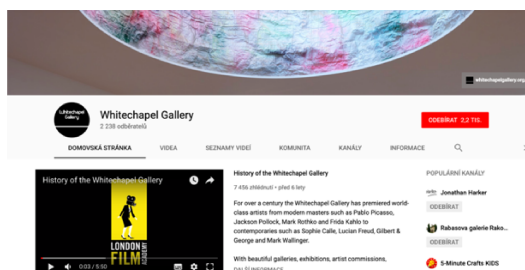 whitechapelgallery.org
Whitechapel
Gallery
Whitechapel Gallery
2 238 odběratelů
ODEBÍRAT 2,2 TIS.
DOMOVSKÁ STRÁNKA VIDEA SEZNAMY VIDEÍ KOMUNITA KANÁLY INFORMACE
History of the Whitechapel Gallery
LONDON
FILM
ACADEMY
0:03 / 5:50
History of the Whitechapel Gallery
7 456 zhlédnutí • před 6 lety
For over a century the Whitechapel Gallery has premiered world-
class artists from modern masters such as Pablo Picasso,
Jackson Pollock, Mark Rothko and Frida Kahlo to
contemporaries such as Sophie Calle, Lucian Freud, Gilbert &
George and Mark Wallinger.
With beautiful galleries, exhibitions, artist commissions,
DALŠÍ INFORMACE
POPULÁRNÍ KANÁLY
Jonathan Harker
ODEBÍRAT
Rabasova galerie Rako...
ODEBÍRAT
5-Minute Crafts KIDS